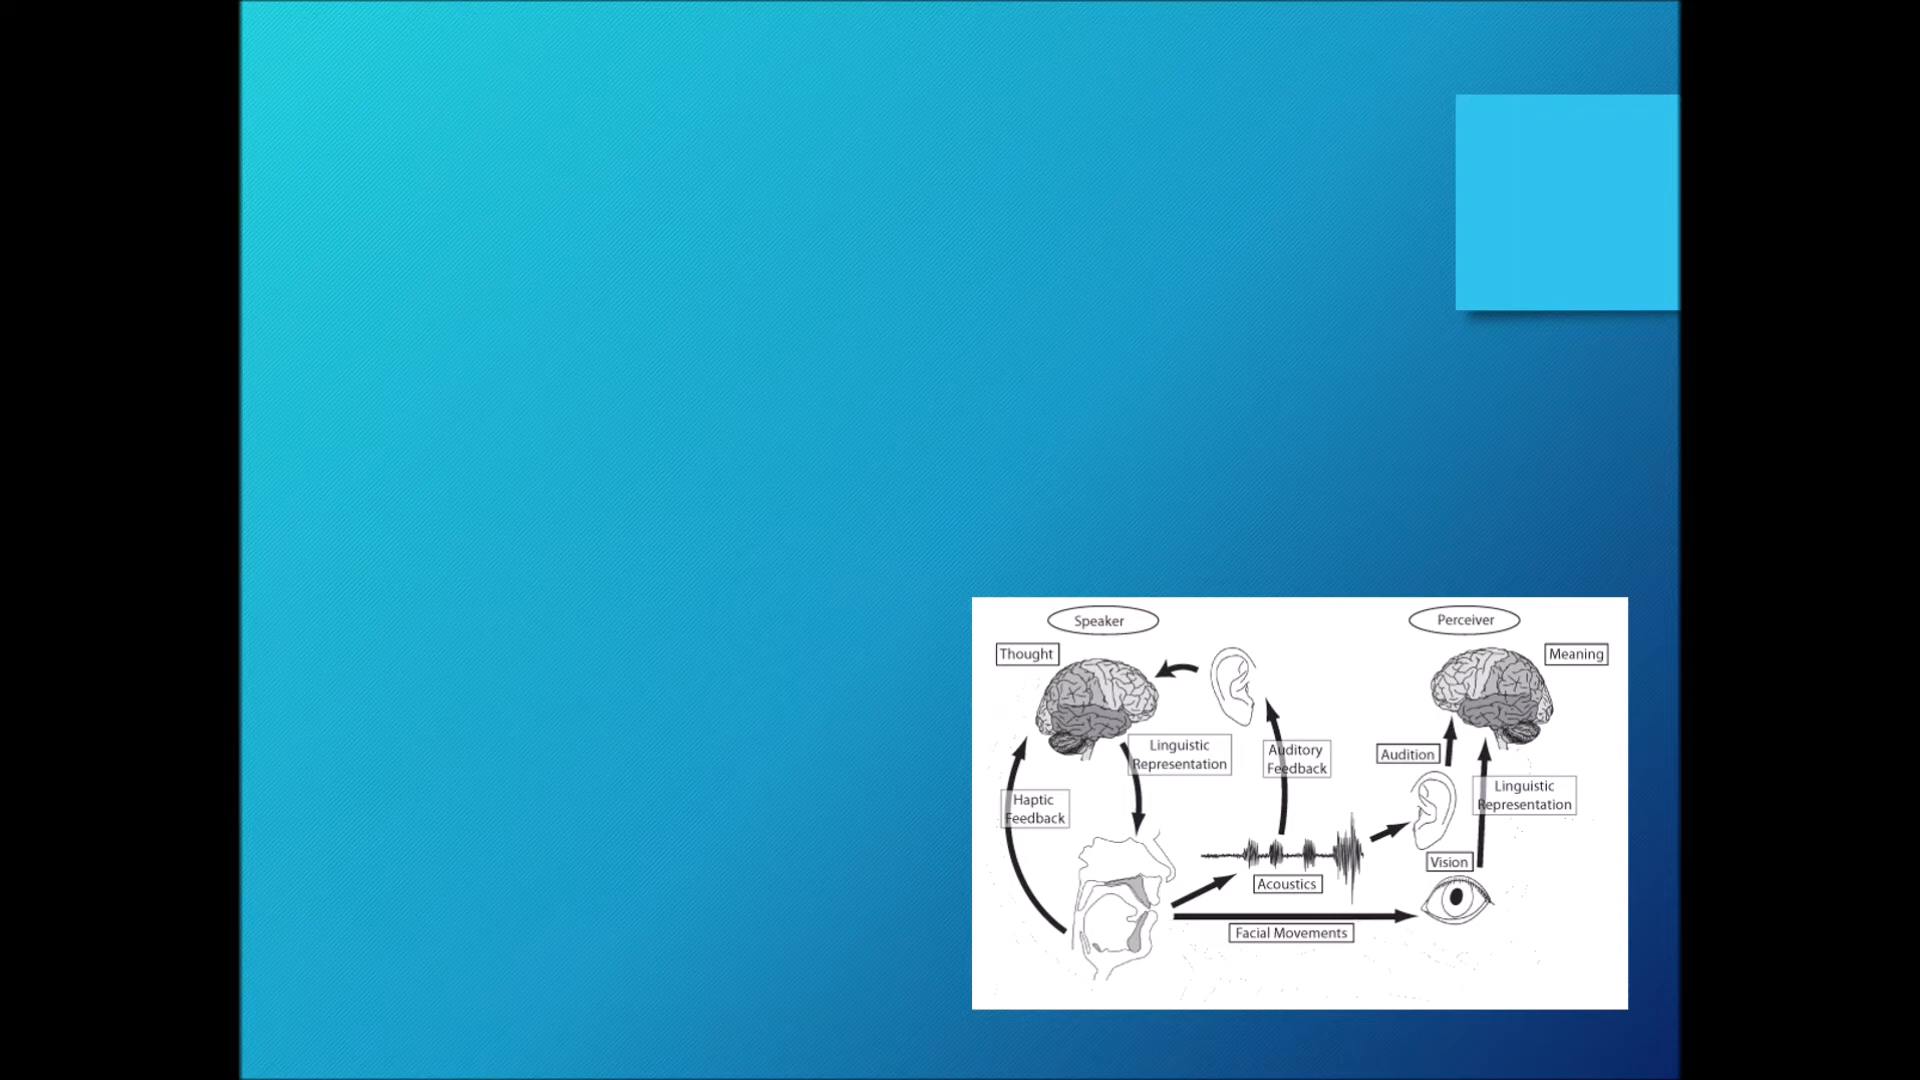 Speaker
Perceiver
Thought
Meaning
Linguistic
Representation
Auditory
Feedback
Audition
Haptic
Feedback
Linguistic
Representation
Vision
Acoustics
Facial Movements